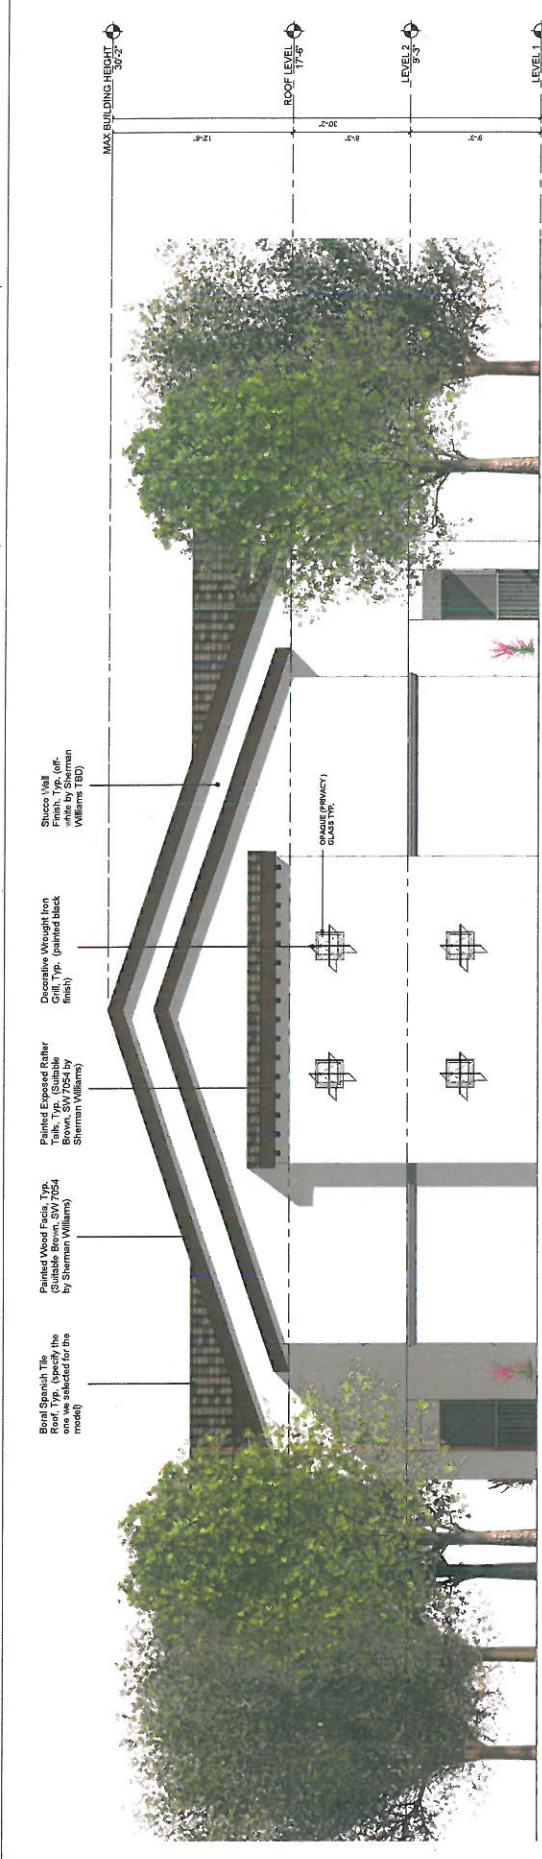 Boral Spanish Tile
Roof, Typ. (specify the
one we selected for the
model)
Painted Wood Facia, Typ.
(Suitable Brown, SW 7054
by Sherman Williams)
Painted Exposed Rafter
Tails, Typ. (Suitable
Brown, SW 7054 by
Sherman Williams)
Decorative Wrought Iron
Grill, Typ. (painted black
finish)
Stucco Wall
Finish, Typ. (off-
white by Sherman
Williams TBD)
OPAQUE (PRIVACY)
GLASS TYP.
MAX BUILDING HEIGHT
30'-2"
ROOF LEVEL
17'-6"
LEVEL 2
9'-3"
LEVEL 1
12'-8"
30'-2"
8'-3"
9'-3"